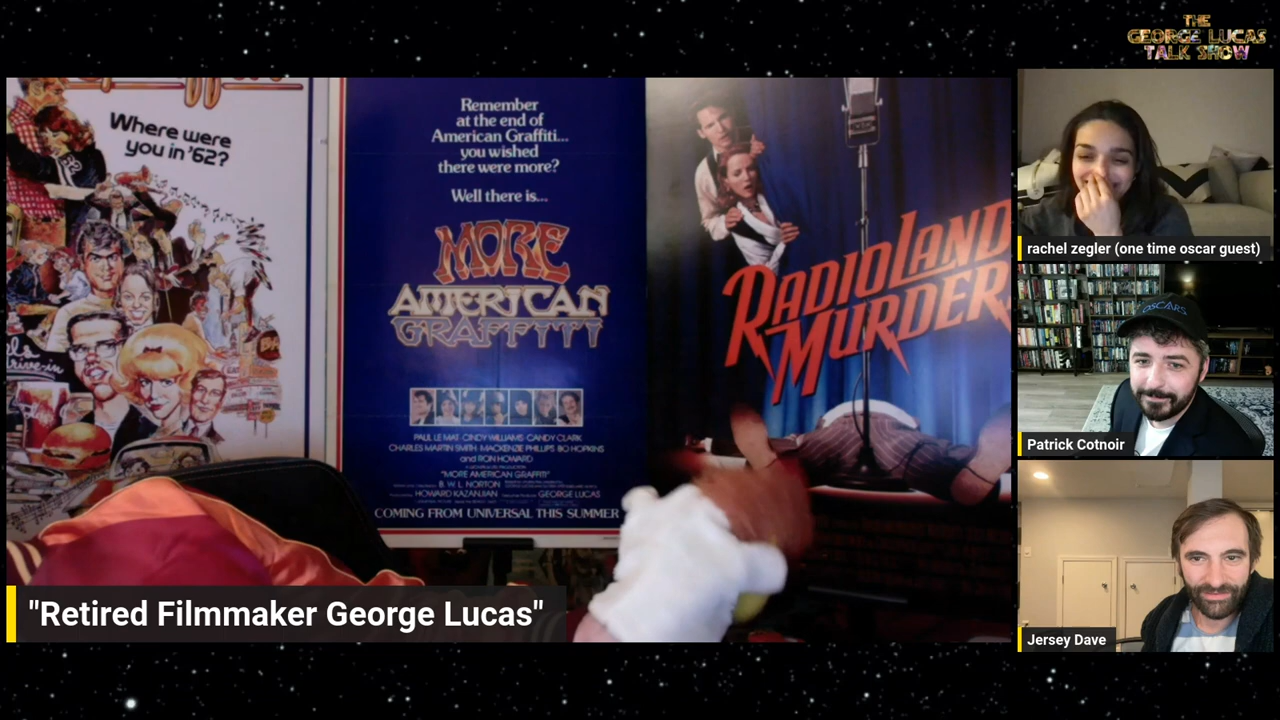 THE
GEORGE LUCAS
TALK SHOW
Where were
you in '62?
Remember
at the end of
American Graffiti...
you wished
there were more?
Well there is...
MORE
AMERICAN
GRAFFITI
PAUL LE MAT CINDY WILLIAMS CANDY CLARK
CHARLES MARTIN SMITH MACKENZIE PHILLIPS BO HOPKINS
and RON HOWARD
"MORE AMERICAN GRAFFITI"
B.W.L. NORTON
HOWARD KAZANJIAN
GEORGE LUCAS
COMING FROM UNIVERSAL THIS SUMMER
RADIOLAND
MURDER
"Retired Filmmaker George Lucas"
rachel zegler (one time oscar guest)
OSCARS
Patrick Cotnoir
Jersey Dave